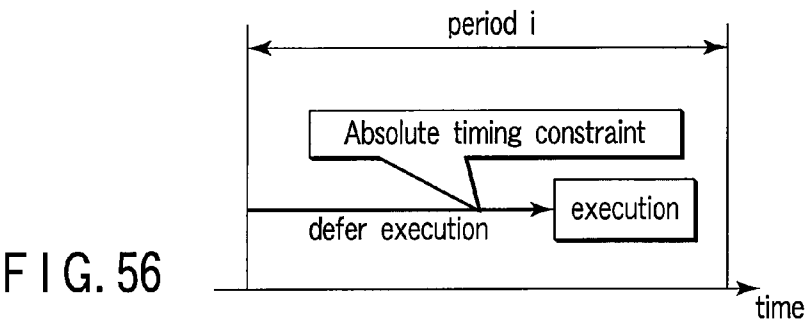 period i
Absolute timing constraint
execution
defer execution
FIG. 56
time